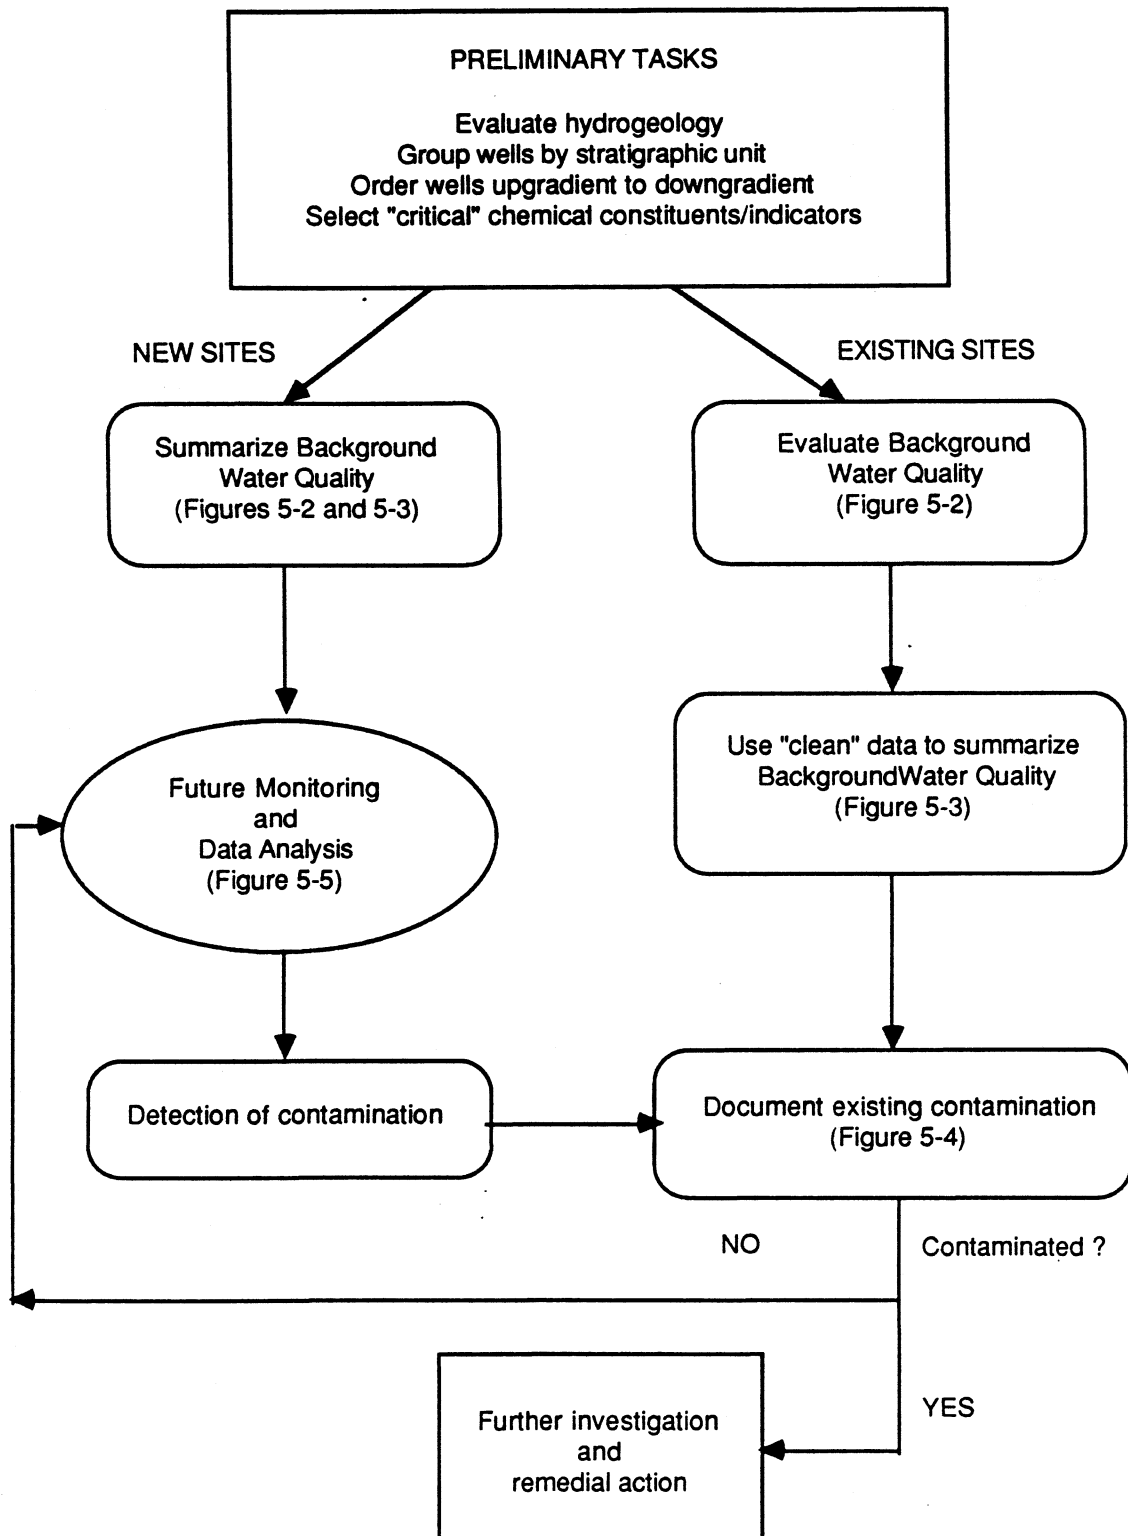 PRELIMINARY TASKS
Evaluate hydrogeology
Group wells by stratigraphic unit
Order wells upgradient to downgradient
Select "critical" chemical constituents/indicators
NEW SITES
EXISTING SITES
Summarize Background
Water Quality
(Figures 5-2 and 5-3)
Evaluate Background
Water Quality
(Figure 5-2)
Use "clean" data to summarize
BackgroundWater Quality
(Figure 5-3)
Future Monitoring
and
Data Analysis
(Figure 5-5)
Detection of contamination
Document existing contamination
(Figure 5-4)
NO
Contaminated ?
YES
Further investigation
and
remedial action